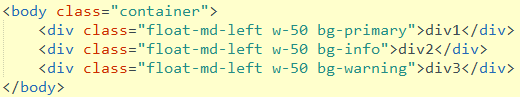 <body class="container">
    <div class="float-md-left w-50 bg-primary">div1</div>
    <div class="float-md-left w-50 bg-info">div2</div>
    <div class="float-md-left w-50 bg-warning">div3</div>
</body>